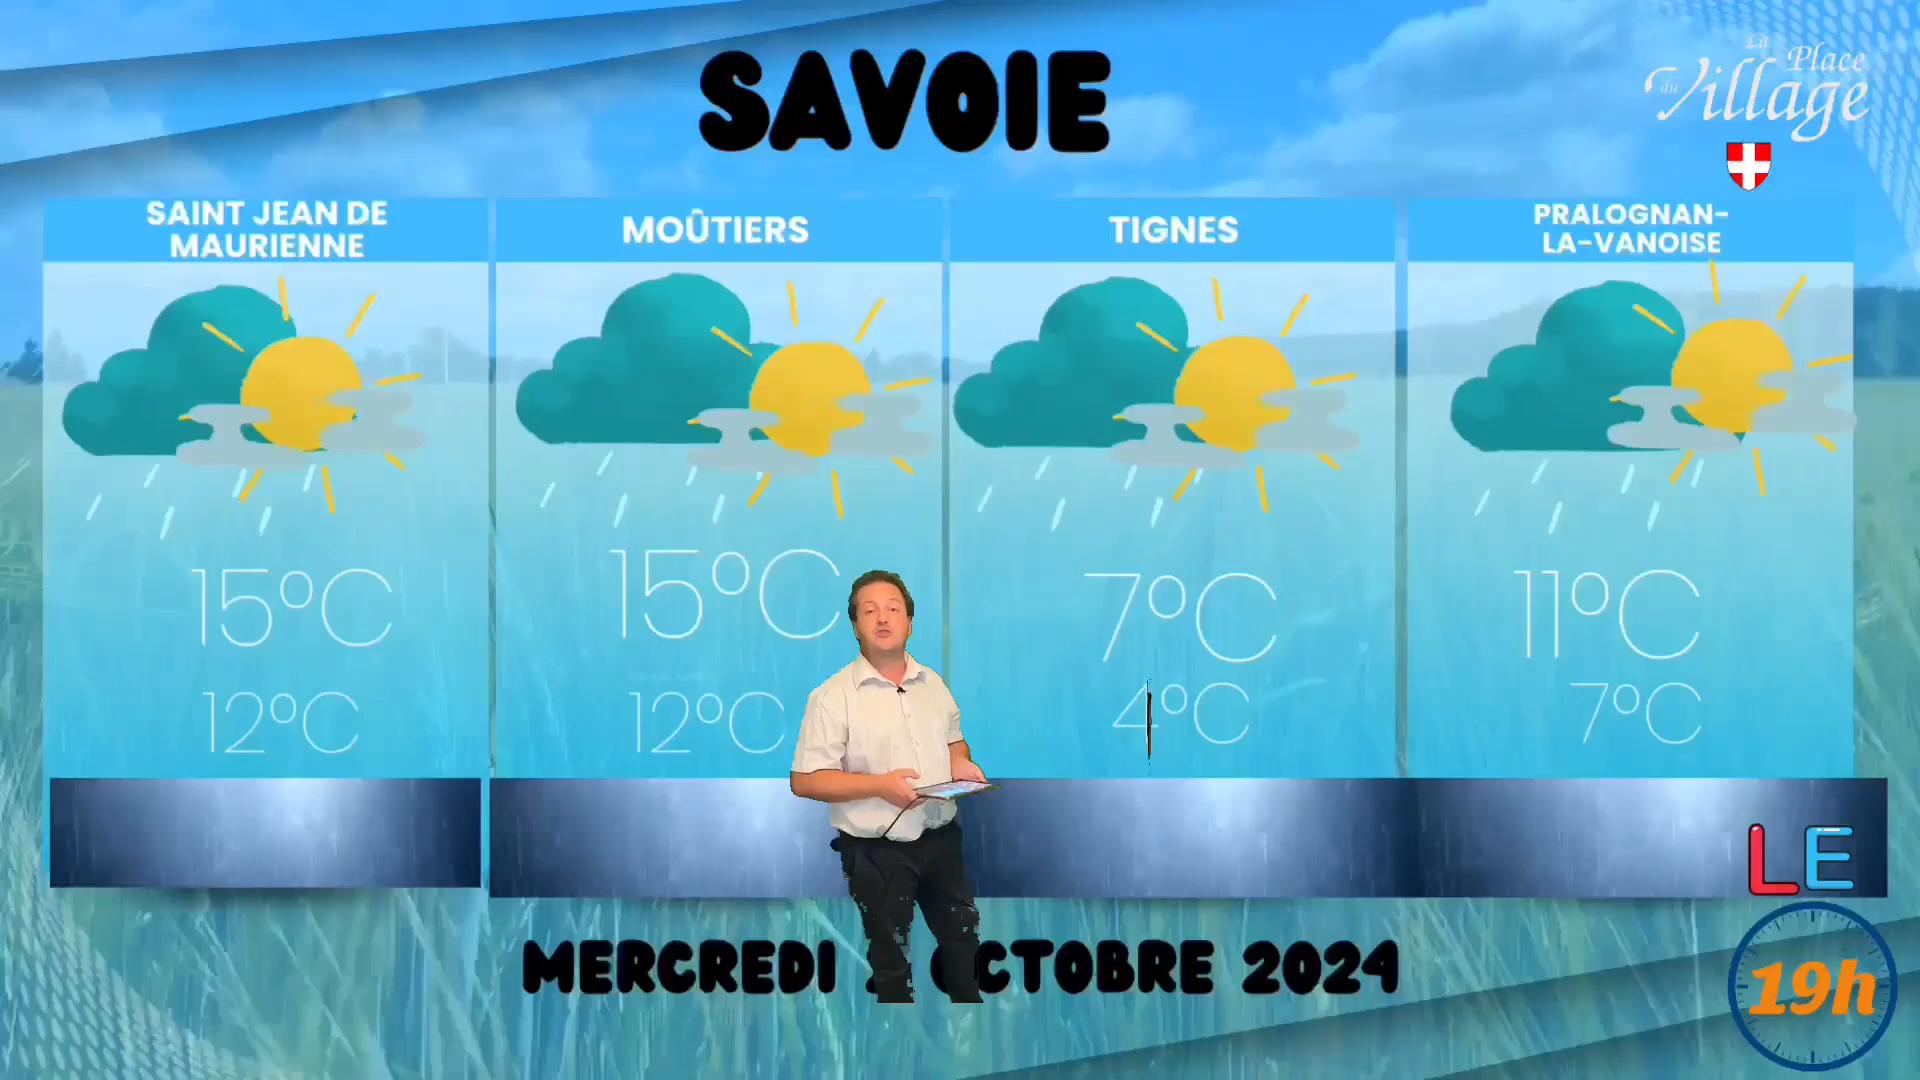 SAVOIE
La Place
du Village
SAINT JEAN DE
MAURIENNE
MOÛTIERS
TIGNES
PRALOGNAN-
LA-VANOISE
15°C
15°C
7°C
11°C
12°C
12°C
4°C
7°C
LE
19h
MERCREDI OCTOBRE 2024